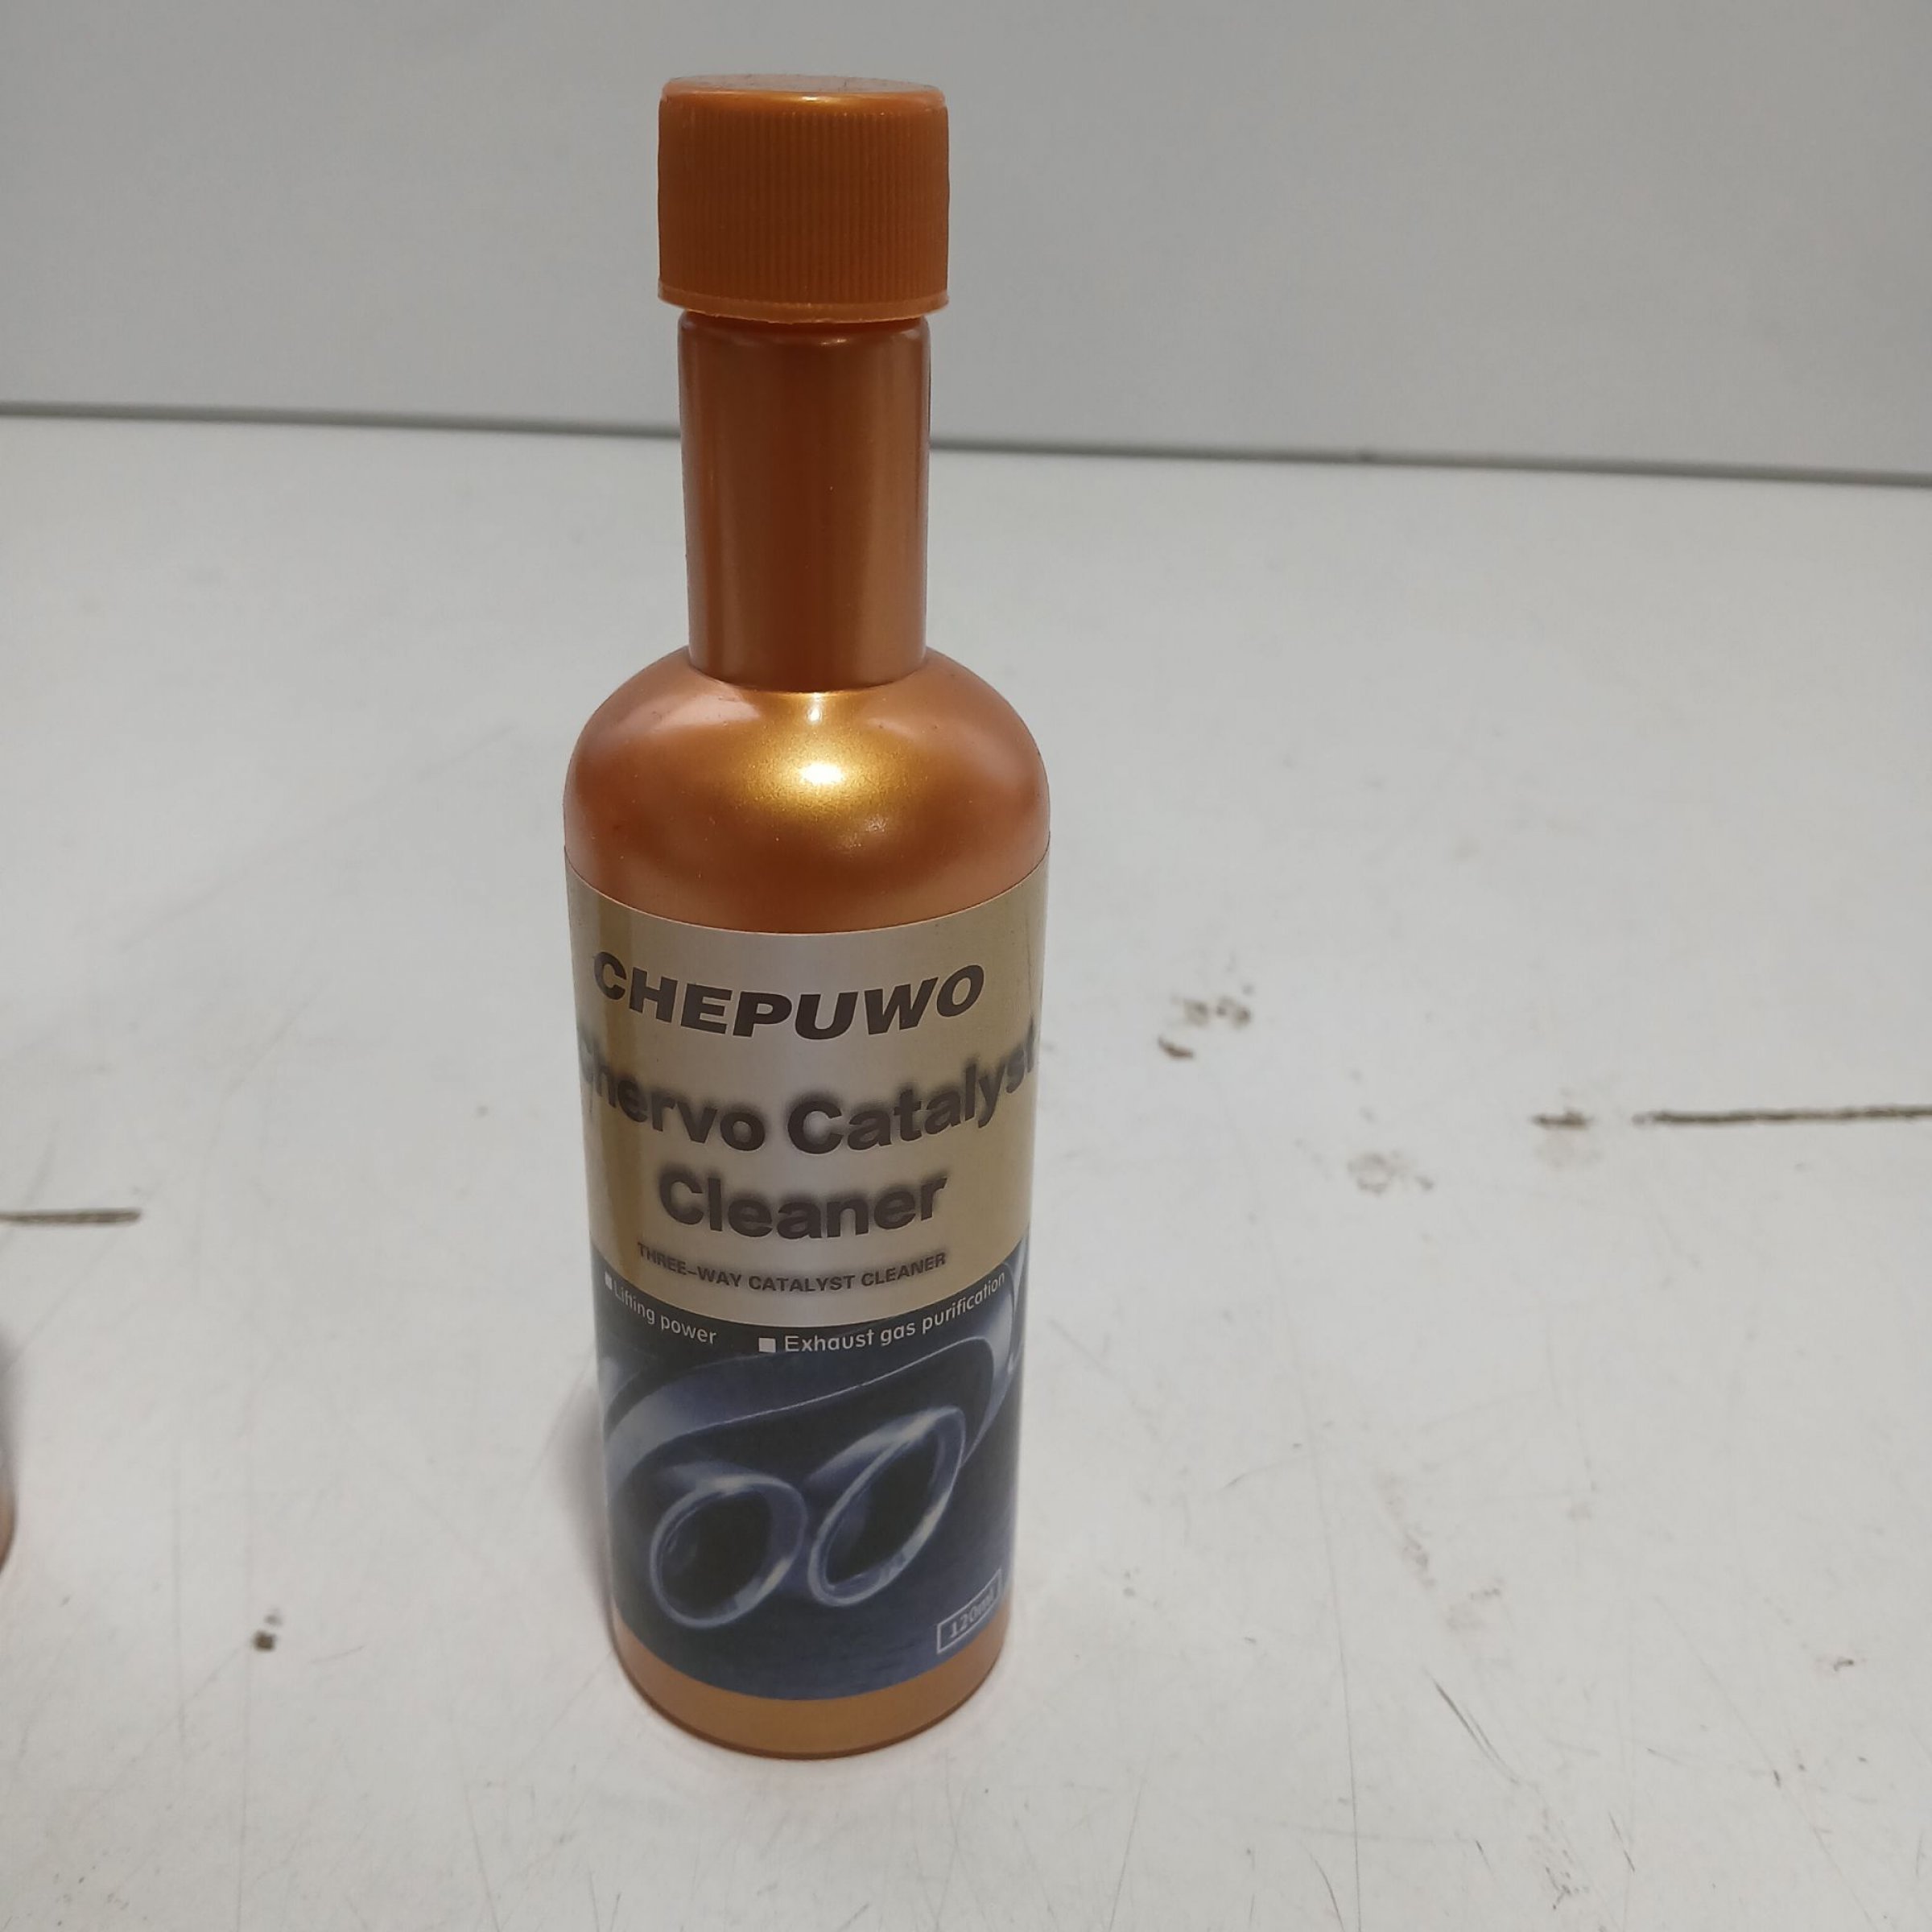 CHEPUWO
Chervo Catalyst
Cleaner
THREE-WAY CATALYST CLEANER
■Lifting power ■ Exhaust gas purification
120ml